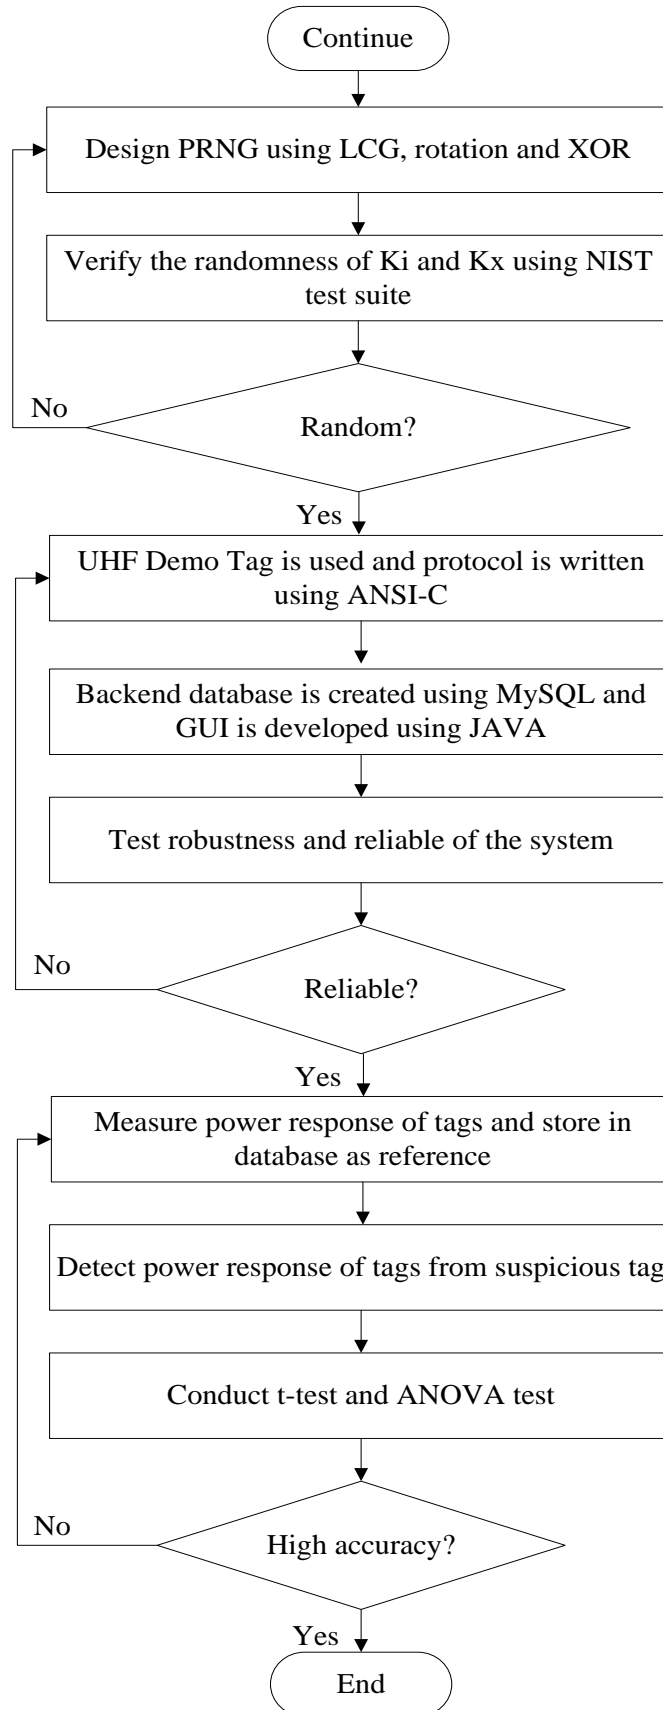 Continue
Design PRNG using LCG, rotation and XOR
Verify the randomness of Ki and Kx using NIST
test suite
No
Random?
Yes
UHF Demo Tag is used and protocol is written
using ANSI-C
Backend database is created using MySQL and
GUI is developed using JAVA
Test robustness and reliable of the system
No
Reliable?
Yes
Measure power response of tags and store in
database as reference
Detect power response of tags from suspicious tag
Conduct t-test and ANOVA test
No
High accuracy?
Yes
End